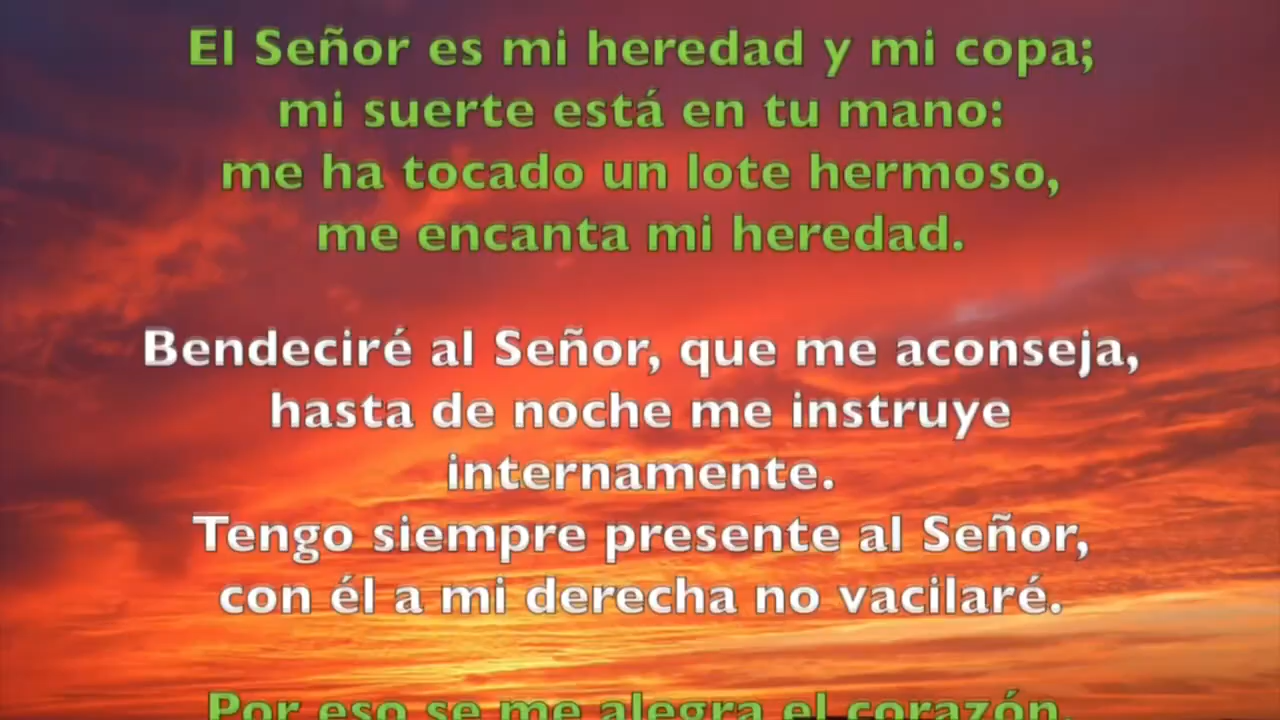 El Señor es mi heredad y mi copa;
mi suerte está en tu mano:
me ha tocado un lote hermoso,
me encanta mi heredad.
Bendeciré al Señor, que me aconseja,
hasta de noche me instruye
internamente.
Tengo siempre presente al Señor,
con él a mi derecha no vacilaré.
Por eso se me alegra el corazón,